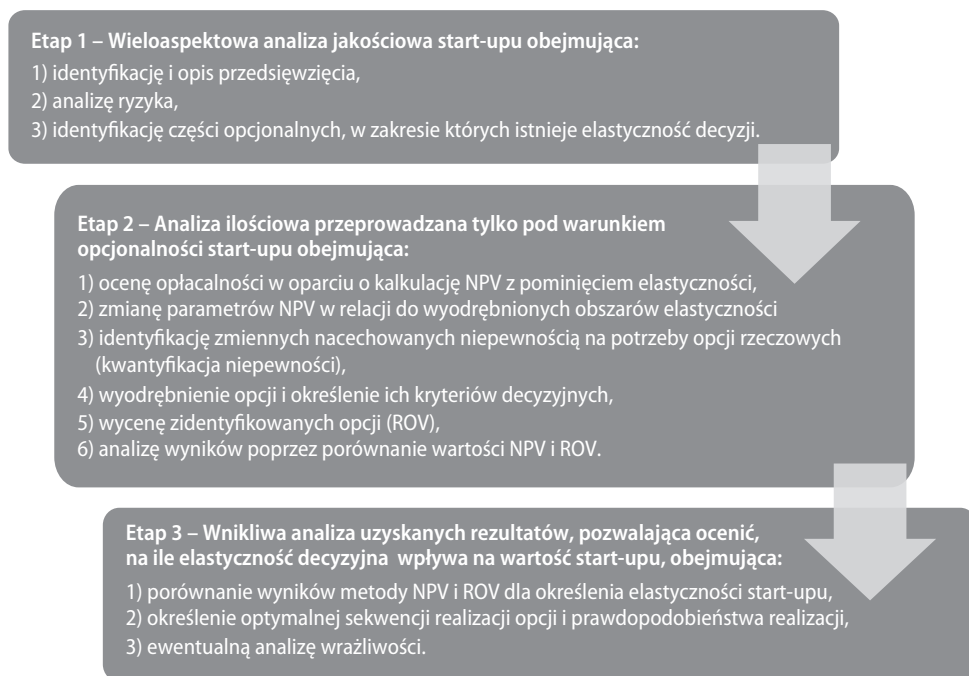 Etap 1 – Wieloaspektowa analiza jakościowa start-upu obejmująca:
1) identyfikację i opis przedsięwzięcia,
2) analizę ryzyka,
3) identyfikację części opcjonalnych, w zakresie których istnieje elastyczność decyzji.
Etap 2 – Analiza ilościowa przeprowadzana tylko pod warunkiem
opcjonalności start-upu obejmująca:
1) ocenę opłacalności w oparciu o kalkulację NPV z pominięciem elastyczności,
2) zmianę parametrów NPV w relacji do wyodrębnionych obszarów elastyczności
3) identyfikację zmiennych nacechowanych niepewnością na potrzeby opcji rzeczowych
(kwantyfikacja niepewności),
4) wyodrębnienie opcji i określenie ich kryteriów decyzyjnych,
5) wycenę zidentyfikowanych opcji (ROV),
6) analizę wyników poprzez porównanie wartości NPV i ROV.
Etap 3 – Wnikliwa analiza uzyskanych rezultatów, pozwalająca ocenić,
na ile elastyczność decyzyjna wpływa na wartość start-upu, obejmująca:
1) porównanie wyników metody NPV i ROV dla określenia elastyczności start-upu,
2) określenie optymalnej sekwencji realizacji opcji i prawdopodobieństwa realizacji,
3) ewentualną analizę wrażliwości.